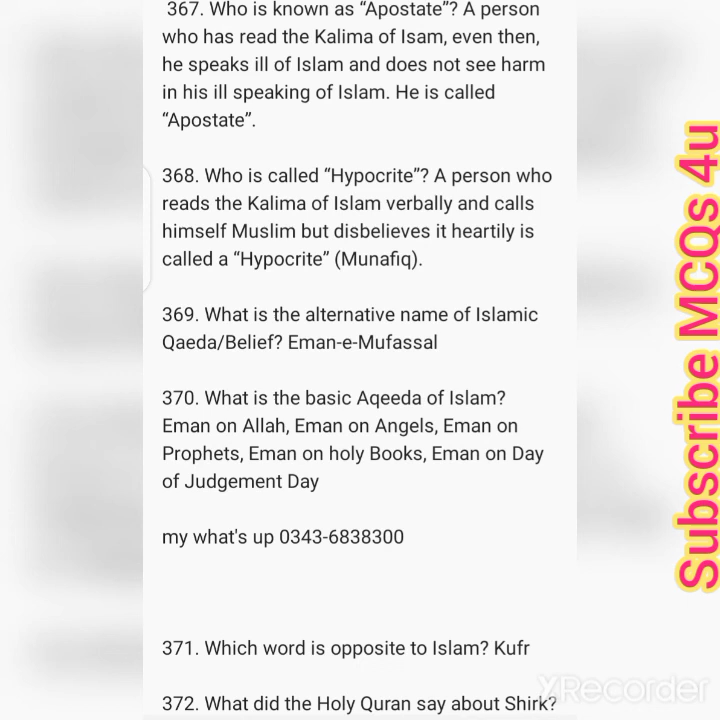 367. Who is known as “Apostate”? A person
who has read the Kalima of Isam, even then,
he speaks ill of Islam and does not see harm
in his ill speaking of Islam. He is called
“Apostate”.
368. Who is called “Hypocrite”? A person who
reads the Kalima of Islam verbally and calls
himself Muslim but disbelieves it heartily is
called a “Hypocrite” (Munafiq).
369. What is the alternative name of Islamic
Qaeda/Belief? Eman-e-Mufassal
370. What is the basic Aqeeda of Islam?
Eman on Allah, Eman on Angels, Eman on
Prophets, Eman on holy Books, Eman on Day
of Judgement Day
my what's up 0343-6838300
371. Which word is opposite to Islam? Kufr
372. What did the Holy Quran say about Shirk?
Subscribe MCQs 4u
XRecorder